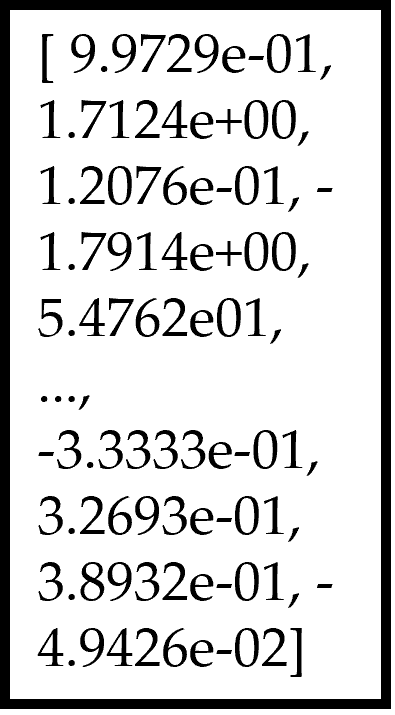 [ 9.9729e-01,
1.7124e+00,
1.2076e-01, -
1.7914e+00,
5.4762e01,
...,
-3.3333e-01,
3.2693e-01,
3.8932e-01, -
4.9426e-02]